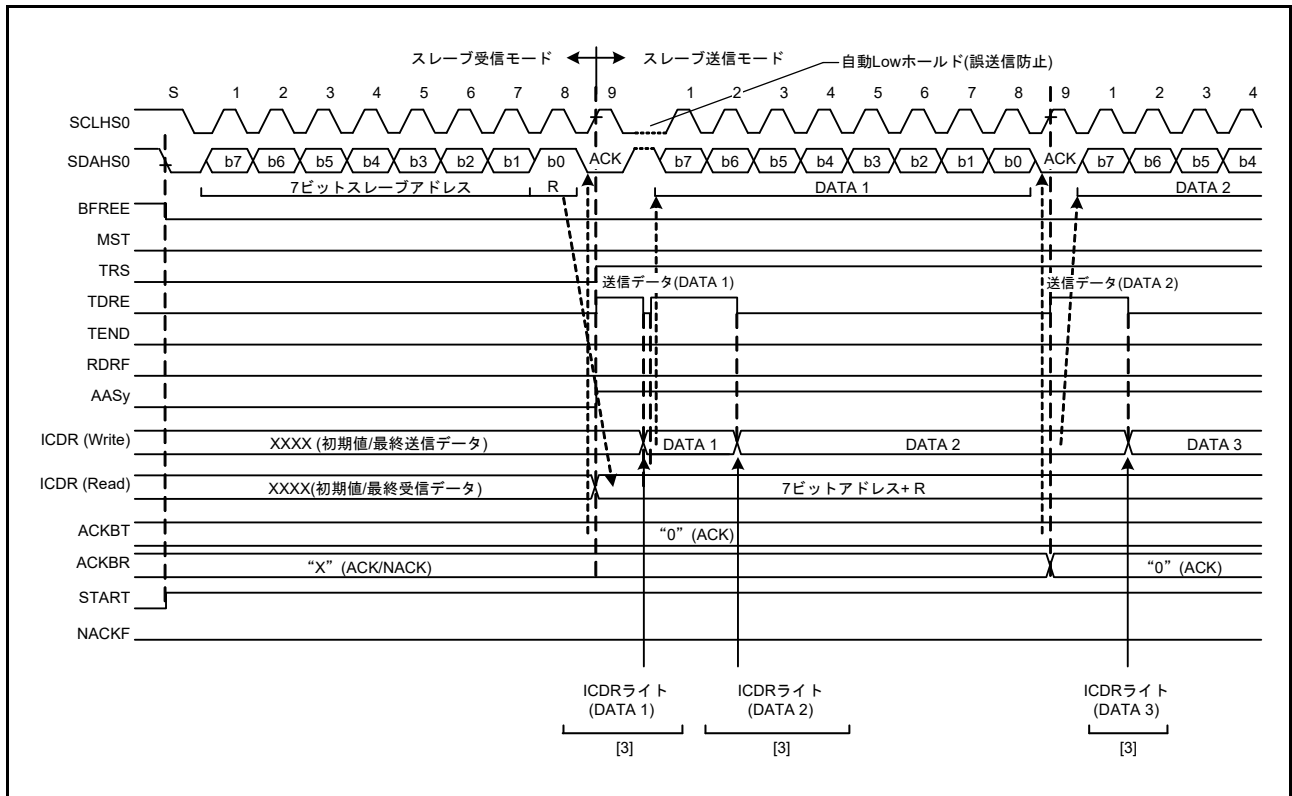 スレーブ受信モード スレーブ送信モード 自動Lowホールド(誤送信防止)
S 1 2 3 4 5 6 7 8 9 1 2 3 4 5 6 7 8 9 1 2 3 4
SCLHS0
SDAHS0 b7 b6 b5 b4 b3 b2 b1 b0 ACK b7 b6 b5 b4 b3 b2 b1 b0 ACK b7 b6 b5 b4
7ビットスレーブアドレス R DATA 1 DATA 2
BFREE
MST
TRS
送信データ(DATA 1) 送信データ(DATA 2)
TDRE
TEND
RDRF
AASy
ICDR (Write) XXXX (初期値/最終送信データ) DATA 1 DATA 2 DATA 3
ICDR (Read) XXXX(初期値/最終受信データ) 7ビットアドレス+ R
ACKBT “0” (ACK)
ACKBR “X” (ACK/NACK) “0” (ACK)
START
NACKF
ICDRライト ICDRライト ICDRライト
(DATA 1) (DATA 2) (DATA 3)
[3] [3] [3]